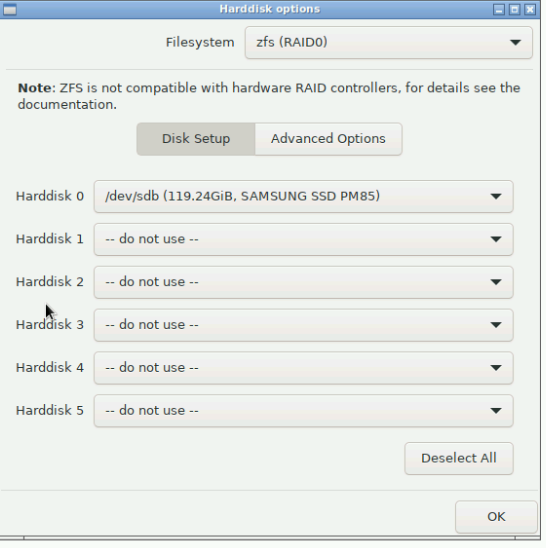 Harddisk options
Filesystem zfs (RAID0)
Note: ZFS is not compatible with hardware RAID controllers, for details see the
documentation.
Disk Setup Advanced Options
Harddisk 0 /dev/sdb (119.24GiB, SAMSUNG SSD PM85)
Harddisk 1 -- do not use --
Harddisk 2 -- do not use --
Harddisk 3 -- do not use --
Harddisk 4 -- do not use --
Harddisk 5 -- do not use --
Deselect All
OK